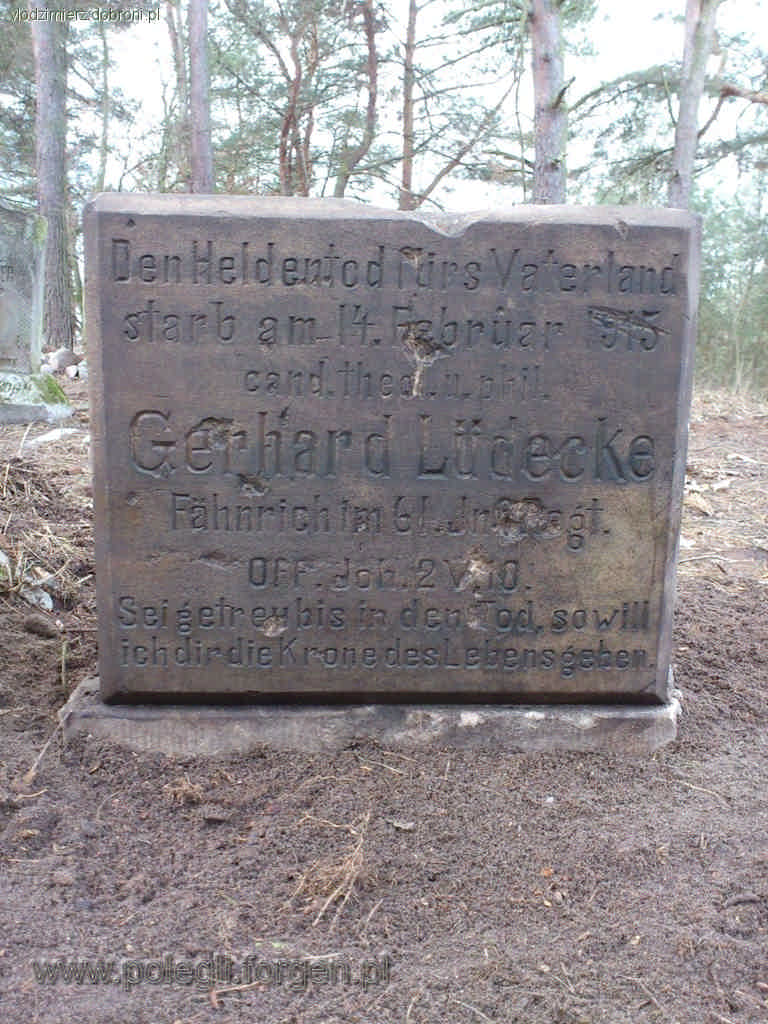 wlodzimierz.dobroni.pl
Den Heldentod fürs Vaterland
starb am 14. Februar 1915
cand. theol. u. phil.
Gerhard Lüdecke
Fähnrich im 61. Inf. Regt.
Off. Joh. 2 V. 10.
Sei getreu bis in den Tod, so will
ich dir die Krone des Lebens geben.
www.polegli.forgen.pl